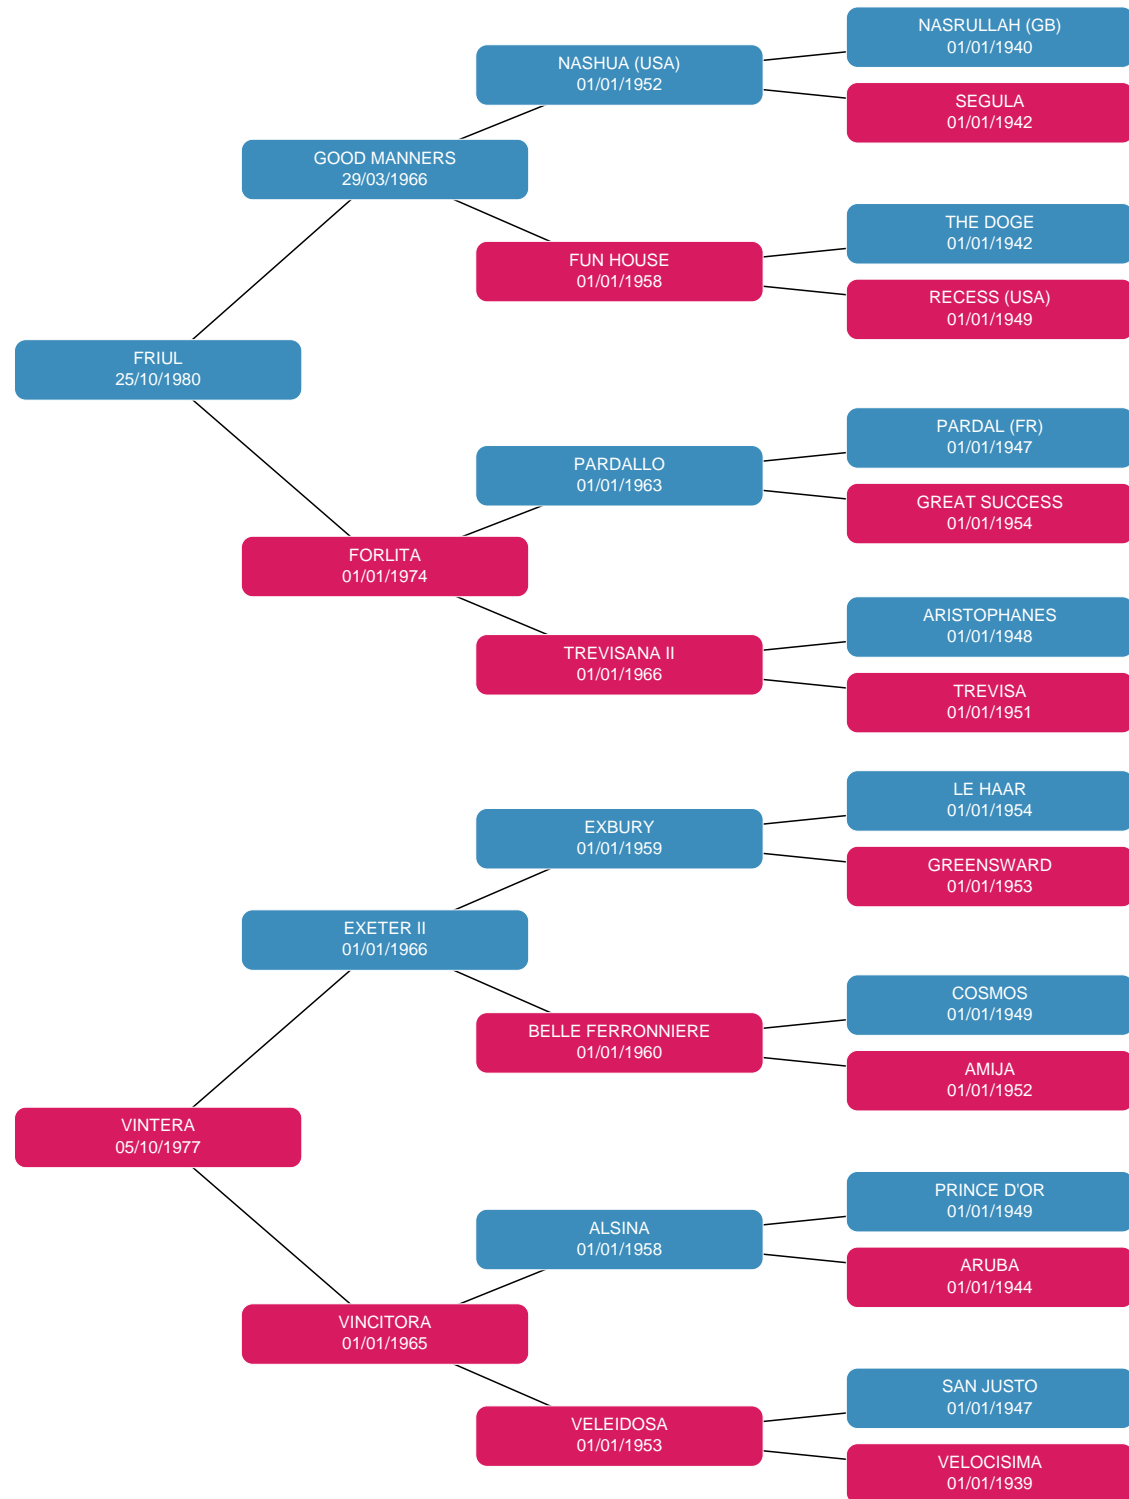 NASRULLAH (GB)
01/01/1940
NASHUA (USA)
01/01/1952
SEGULA
01/01/1942
GOOD MANNERS
29/03/1966
THE DOGE
01/01/1942
FUN HOUSE
01/01/1958
RECESS (USA)
01/01/1949
FRIUL
25/10/1980
PARDAL (FR)
01/01/1947
PARDALLO
01/01/1963
GREAT SUCCESS
01/01/1954
FORLITA
01/01/1974
ARISTOPHANES
01/01/1948
TREVISANA II
01/01/1966
TREVISA
01/01/1951
LE HAAR
01/01/1954
EXBURY
01/01/1959
GREENSWARD
01/01/1953
EXETER II
01/01/1966
COSMOS
01/01/1949
BELLE FERRONNIERE
01/01/1960
AMIJA
01/01/1952
VINTERA
05/10/1977
PRINCE D'OR
01/01/1949
ALSINA
01/01/1958
ARUBA
01/01/1944
VINCITORA
01/01/1965
SAN JUSTO
01/01/1947
VELEIDOSA
01/01/1953
VELOCISIMA
01/01/1939